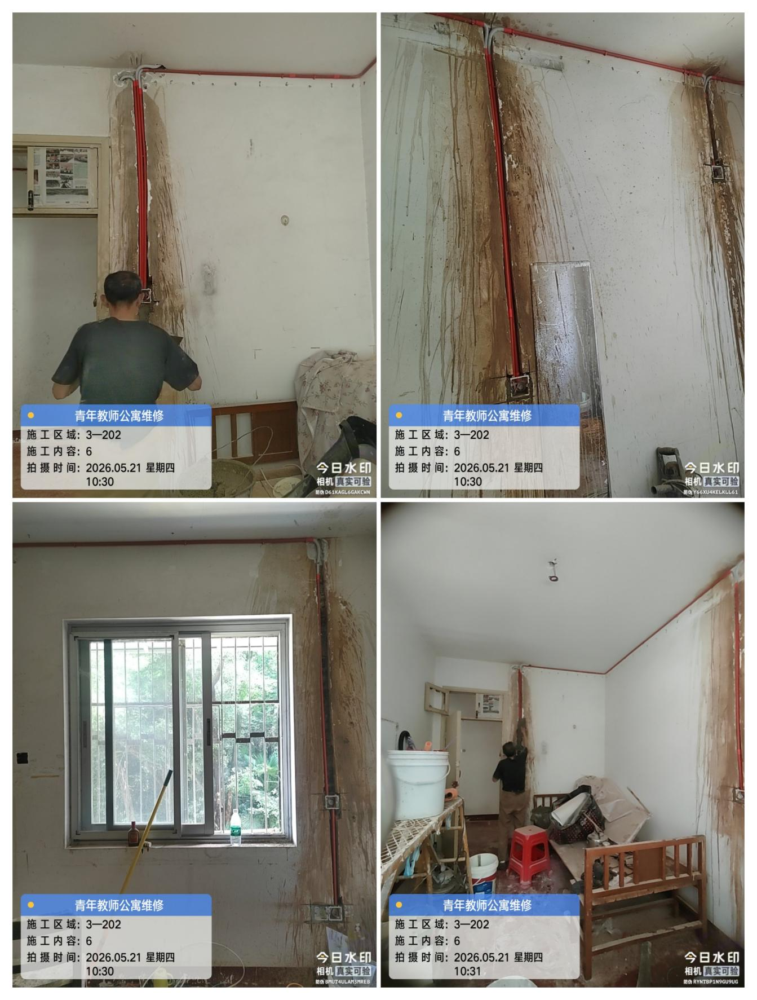 青年教师公寓维修
施工区域：3—202
施工内容：6
拍摄时间：2026.05.21 星期四
10:30
今日水印
相机 真实可验
防伪 D61KAGL6GAKCWN
青年教师公寓维修
施工区域：3—202
施工内容：6
拍摄时间：2026.05.21 星期四
10:30
今日水印
相机 真实可验
防伪 Y66XU4KELKLL61
青年教师公寓维修
施工区域：3—202
施工内容：6
拍摄时间：2026.05.21 星期四
10:30
今日水印
相机 真实可验
防伪 BMUT4ULAM3MREB
青年教师公寓维修
施工区域：3—202
施工内容：6
拍摄时间：2026.05.21 星期四
10:31
今日水印
相机 真实可验
防伪 RYNTBP1N9GU9UG